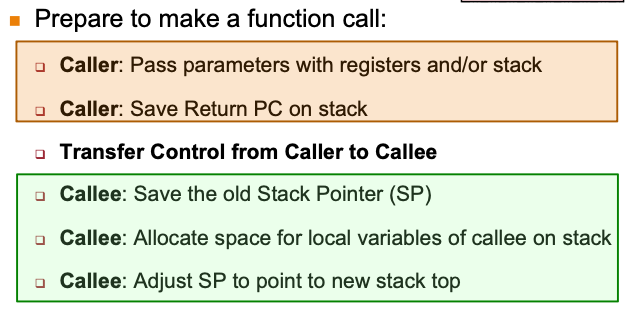 Prepare to make a function call:
Caller: Pass parameters with registers and/or stack
Caller: Save Return PC on stack
Transfer Control from Caller to Callee
Callee: Save the old Stack Pointer (SP)
Callee: Allocate space for local variables of callee on stack
Callee: Adjust SP to point to new stack top